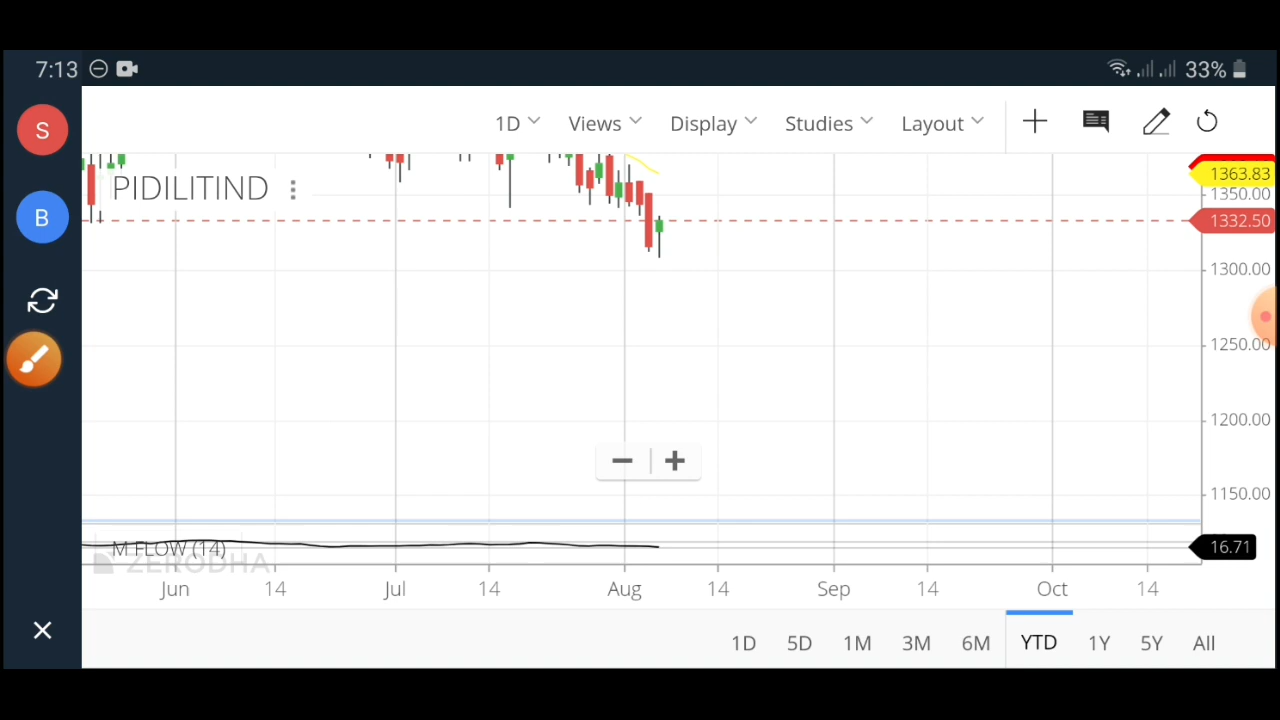 7:13
33%
S
B
1D Views Display Studies Layout
PIDILITIND
1363.83
1350.00
1332.50
1300.00
1250.00
1200.00
1150.00
M FLOW (14)
ZERODHA
16.71
Jun 14 Jul 14 Aug 14 Sep 14 Oct 14
1D 5D 1M 3M 6M YTD 1Y 5Y All